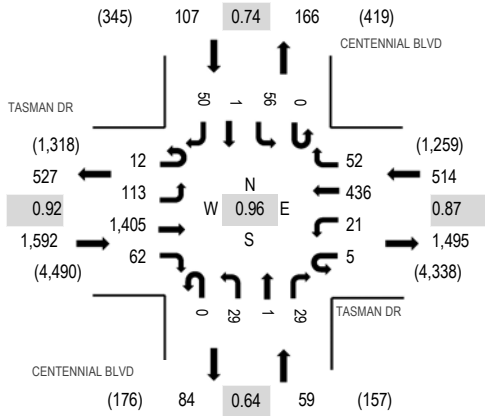 (345) 107 0.74 166 (419)
CENTENNIAL BLVD
TASMAN DR
50 1 56 0
(1,318) (1,259)
527 12 52 514
113 N 436
0.92 W 0.96 E 0.87
1,405 S 21
1,592 62 5 1,495
(4,490) (4,338)
0 29 1 29
TASMAN DR
CENTENNIAL BLVD
(176) 84 0.64 59 (157)